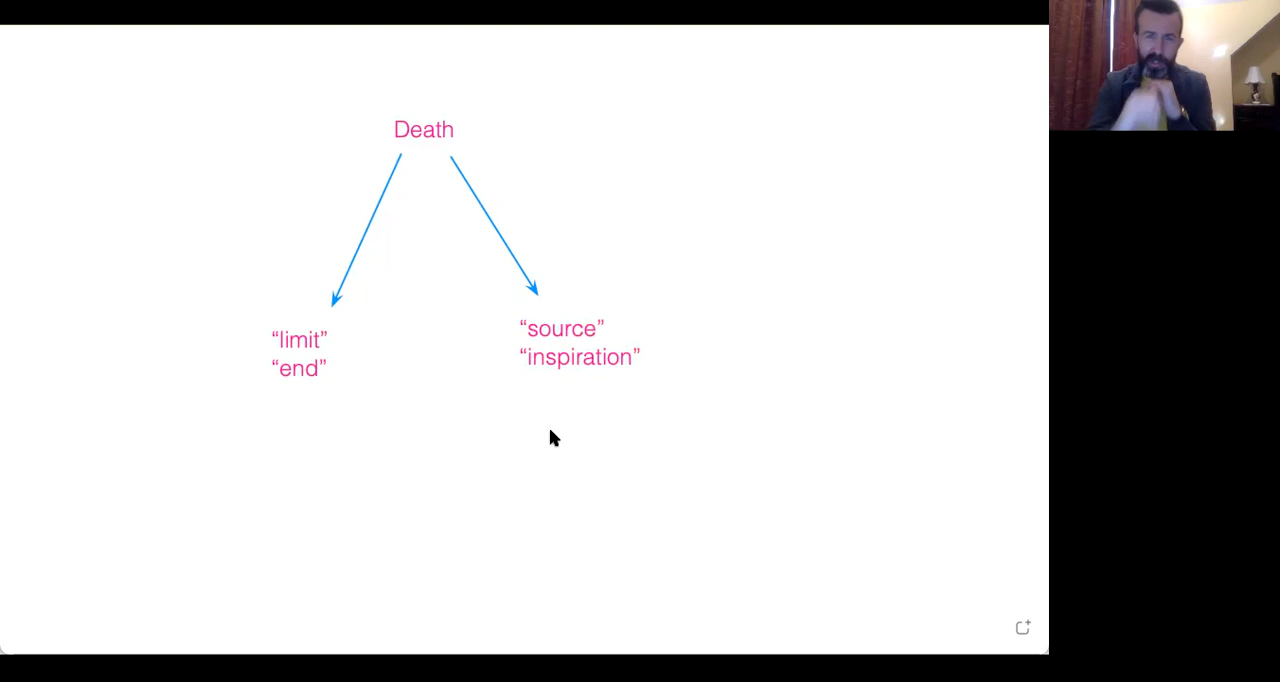 Death
“limit”
“end”
“source”
“inspiration”